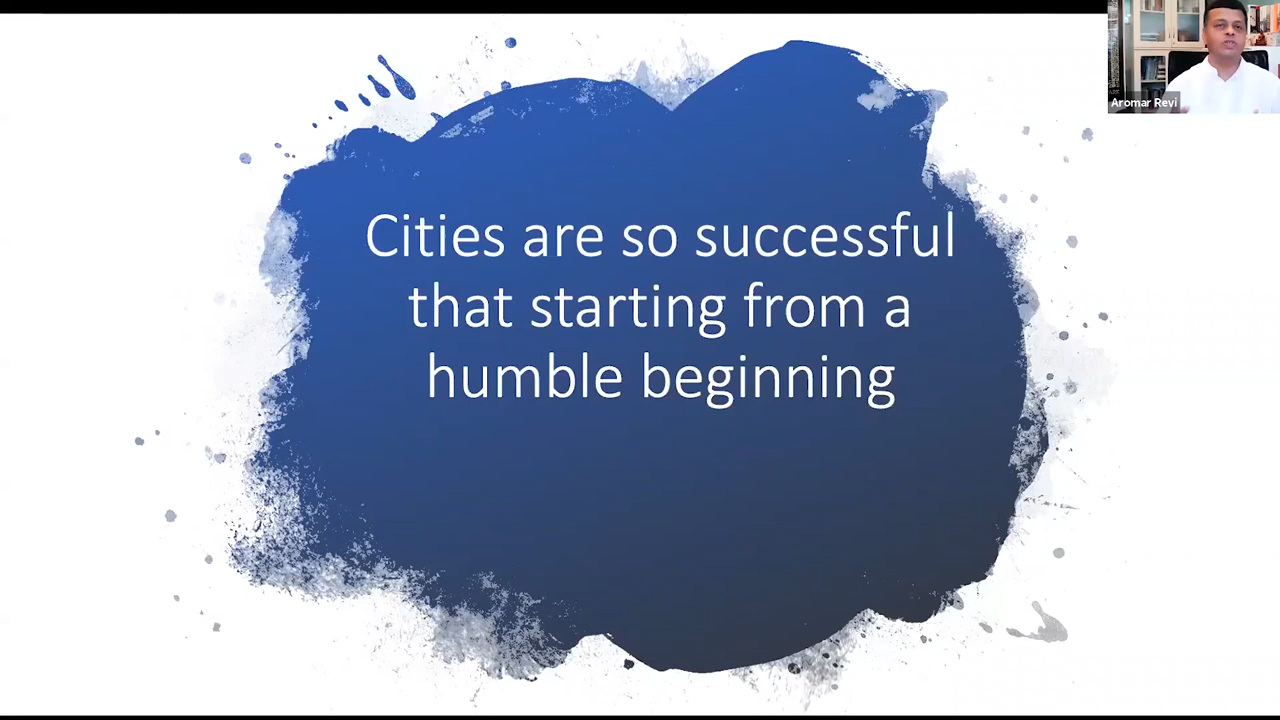 Aromar Revi
Cities are so successful
that starting from a
humble beginning